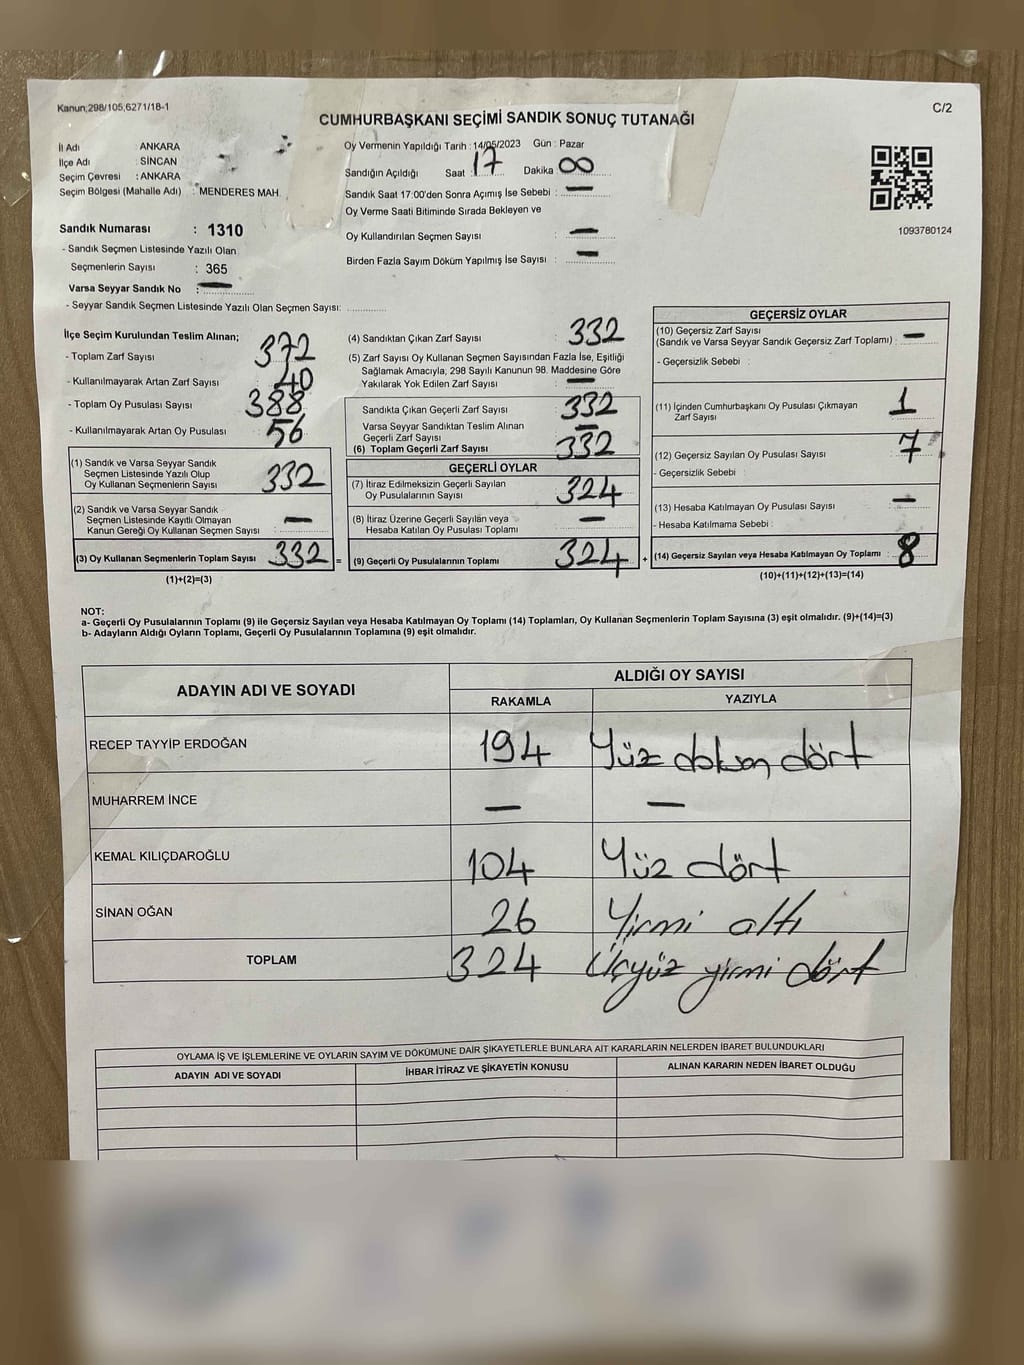 Kanun;298/105,6271/18-1
C/2
CUMHURBAŞKANI SEÇİMİ SANDIK SONUÇ TUTANAĞI
İl Adı : ANKARA
İlçe Adı : SİNCAN
Seçim Çevresi : ANKARA
Seçim Bölgesi (Mahalle Adı) : MENDERES MAH.
Sandık Numarası : 1310
- Sandık Seçmen Listesinde Yazılı Olan
Seçmenlerin Sayısı : 365
Varsa Seyyar Sandık No : —
- Seyyar Sandık Seçmen Listesinde Yazılı Olan Seçmen Sayısı: ............
Oy Vermenin Yapıldığı Tarih : 14/05/2023 Gün : Pazar
Sandığın Açıldığı Saat : 17 Dakika 00
Sandık Saat 17:00'den Sonra Açımış İse Sebebi : —
Oy Verme Saati Bitiminde Sırada Bekleyen ve
Oy Kullandırılan Seçmen Sayısı : —
Birden Fazla Sayım Döküm Yapılmış İse Sayısı : —
1093780124
İlçe Seçim Kurulundan Teslim Alınan;
- Toplam Zarf Sayısı 372
- Kullanılmayarak Artan Zarf Sayısı 40
- Toplam Oy Pusulası Sayısı 388
- Kullanılmayarak Artan Oy Pusulası 56
(1) Sandık ve Varsa Seyyar Sandık
Seçmen Listesinde Yazılı Olup
Oy Kullanan Seçmenlerin Sayısı 332
(2) Sandık ve Varsa Seyyar Sandık
Seçmen Listesinde Kayıtlı Olmayan
Kanun Gereği Oy Kullanan Seçmen Sayısı : —
(3) Oy Kullanan Seçmenlerin Toplam Sayısı 332 =
(1)+(2)=(3)
(4) Sandıktan Çıkan Zarf Sayısı : 332
(5) Zarf Sayısı Oy Kullanan Seçmen Sayısından Fazla İse, Eşitliği
Sağlamak Amacıyla, 298 Sayılı Kanunun 98. Maddesine Göre
Yakılarak Yok Edilen Zarf Sayısı : —
Sandıkta Çıkan Geçerli Zarf Sayısı : 332
Varsa Seyyar Sandıktan Teslim Alınan
Geçerli Zarf Sayısı : —
(6) Toplam Geçerli Zarf Sayısı : 332
GEÇERLİ OYLAR
(7) İtiraz Edilmeksizin Geçerli Sayılan
Oy Pusulalarının Sayısı : 324
(8) İtiraz Üzerine Geçerli Sayılan veya
Hesaba Katılan Oy Pusulası Toplamı : —
(9) Geçerli Oy Pusulalarının Toplamı : 324 +
GEÇERSİZ OYLAR
(10) Geçersiz Zarf Sayısı
(Sandık ve Varsa Seyyar Sandık Geçersiz Zarf Toplamı) : —
- Geçersizlik Sebebi :
(11) İçinden Cumhurbaşkanı Oy Pusulası Çıkmayan
Zarf Sayısı : 1
(12) Geçersiz Sayılan Oy Pusulası Sayısı : 7
- Geçersizlik Sebebi :
(13) Hesaba Katılmayan Oy Pusulası Sayısı : —
- Hesaba Katılmama Sebebi :
(14) Geçersiz Sayılan veya Hesaba Katılmayan Oy Toplamı : 8
(10)+(11)+(12)+(13)=(14)
NOT:
a- Geçerli Oy Pusulalarının Toplamı (9) ile Geçersiz Sayılan veya Hesaba Katılmayan Oy Toplamı (14) Toplamları, Oy Kullanan Seçmenlerin Toplam Sayısına (3) eşit olmalıdır. (9)+(14)=(3)
b- Adayların Aldığı Oyların Toplamı, Geçerli Oy Pusulalarının Toplamına (9) eşit olmalıdır.
ADAYIN ADI VE SOYADI
ALDIĞI OY SAYISI
RAKAMLA YAZIYLA
RECEP TAYYİP ERDOĞAN 194 Yüz doksan dört
MUHARREM İNCE — —
KEMAL KILIÇDAROĞLU 104 Yüz dört
SİNAN OĞAN 26 Yirmi altı
TOPLAM 324 Üçyüz yirmi dört
OYLAMA İŞ VE İŞLEMLERİNE VE OYLARIN SAYIM VE DÖKÜMÜNE DAİR ŞİKAYETLERLE BUNLARA AİT KARARLARIN NELERDEN İBARET BULUNDUKLARI
ADAYIN ADI VE SOYADI İHBAR İTİRAZ VE ŞİKAYETİN KONUSU ALINAN KARARIN NEDEN İBARET OLDUĞU